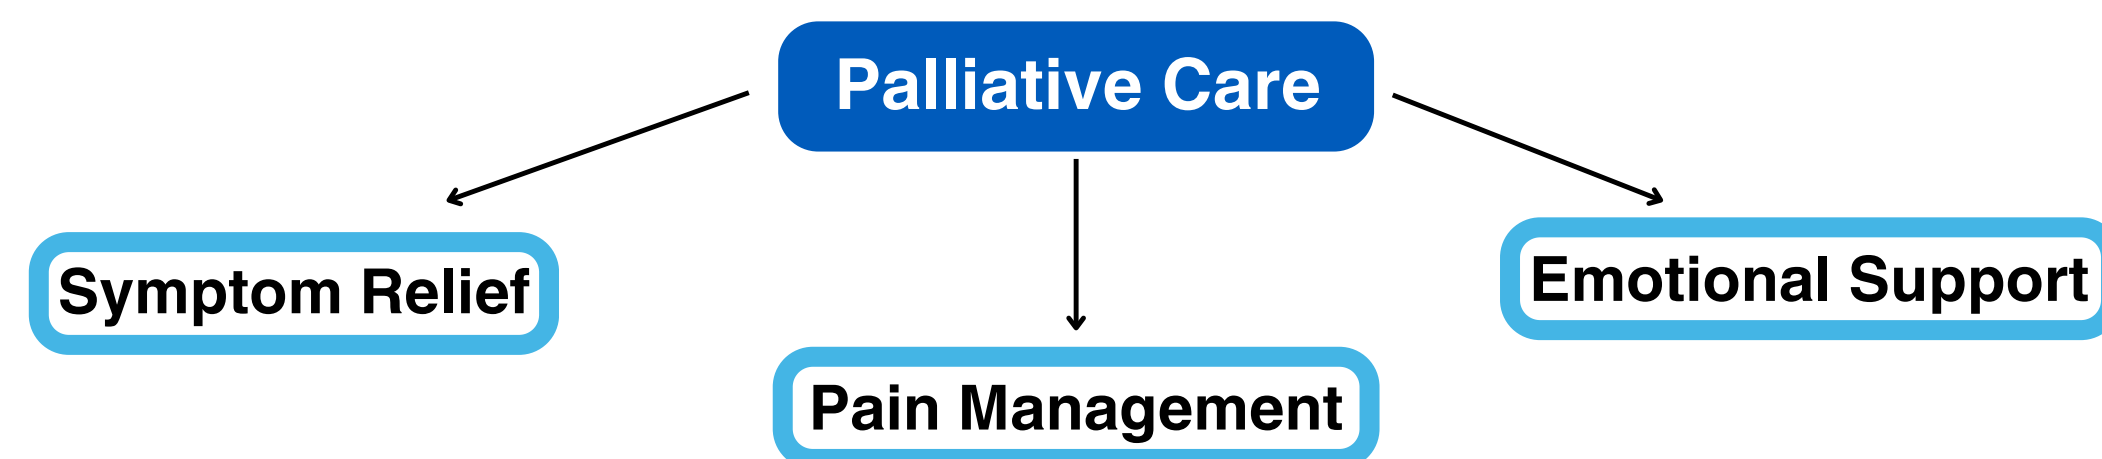 Palliative Care
Symptom Relief
Pain Management
Emotional Support